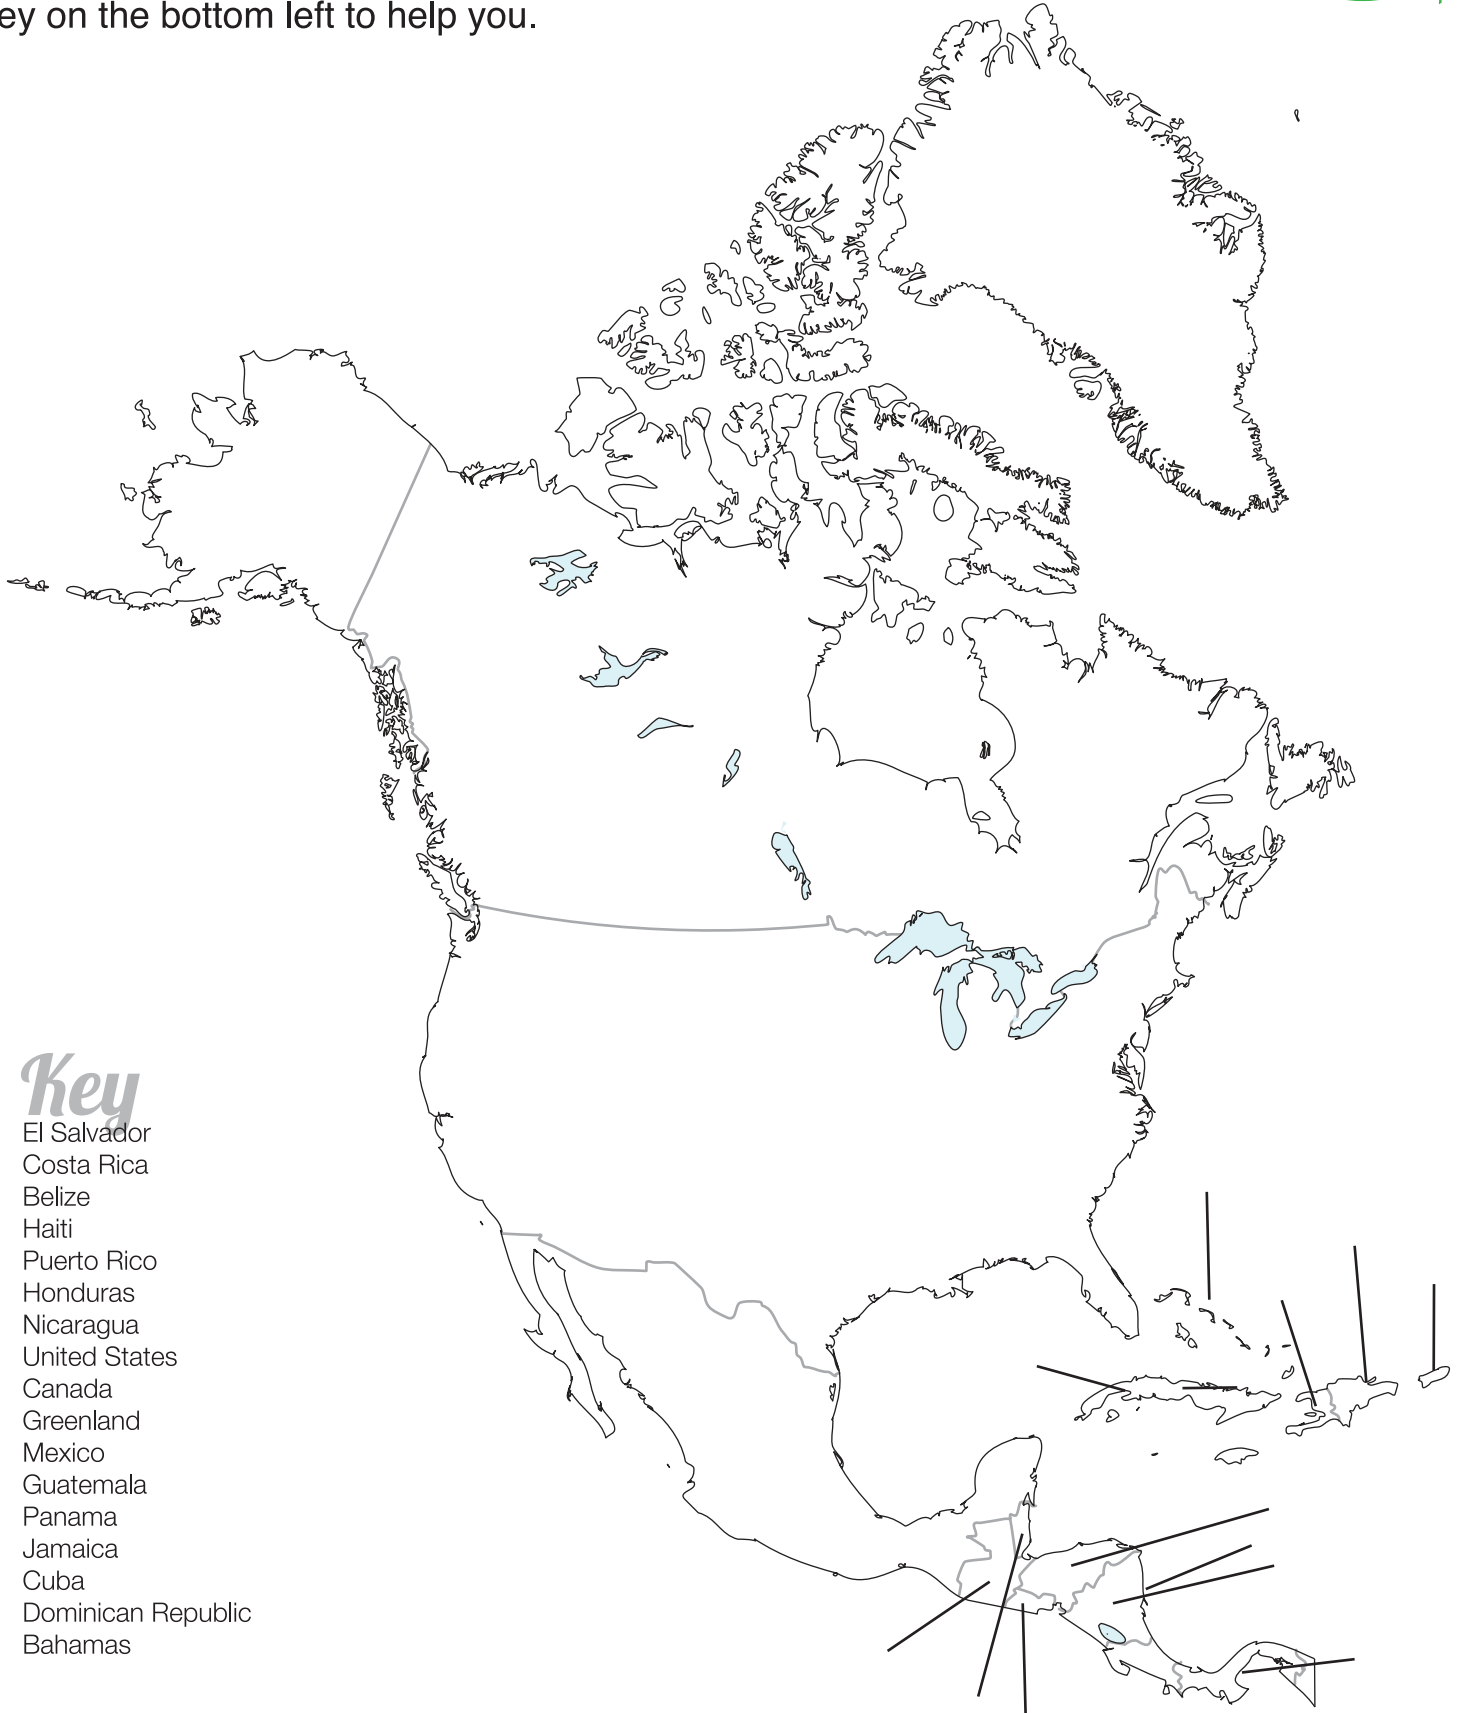 ey on the bottom left to help you.
Key
El Salvador
Costa Rica
Belize
Haiti
Puerto Rico
Honduras
Nicaragua
United States
Canada
Greenland
Mexico
Guatemala
Panama
Jamaica
Cuba
Dominican Republic
Bahamas